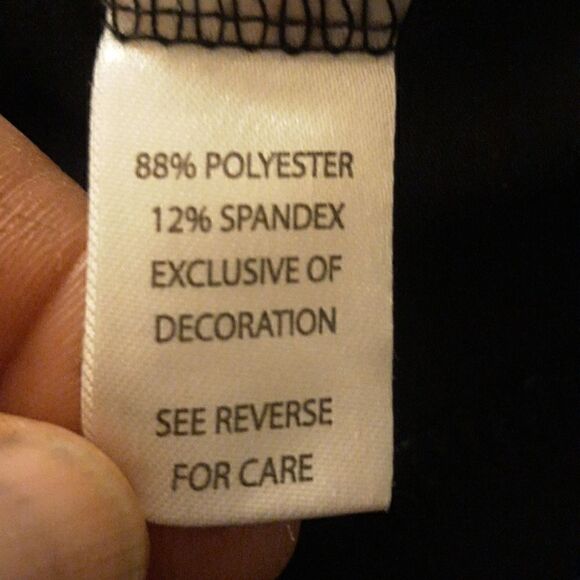 88% POLYESTER
12% SPANDEX
EXCLUSIVE OF
DECORATION
SEE REVERSE
FOR CARE